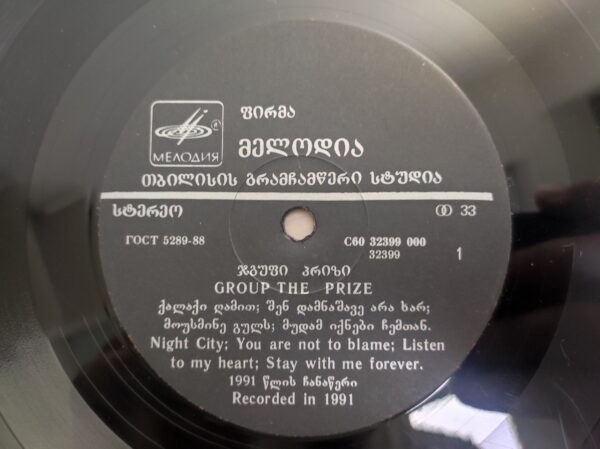 ფირმა
მელოდია
МЕЛОДИЯ
თბილისის გრამჩამწერი სტუდია
სტერეო
33
ГОСТ 5289-88
С60 32399 000
32399
1
ჯგუფი პრიზი
GROUP THE PRIZE
ქალაქი ღამით; შენ დამნაშავე არა ხარ;
მოუსმინე გულს; მუდამ იქნები ჩემთან.
Night City; You are not to blame; Listen
to my heart; Stay with me forever.
1991 წლის ჩანაწერი
Recorded in 1991